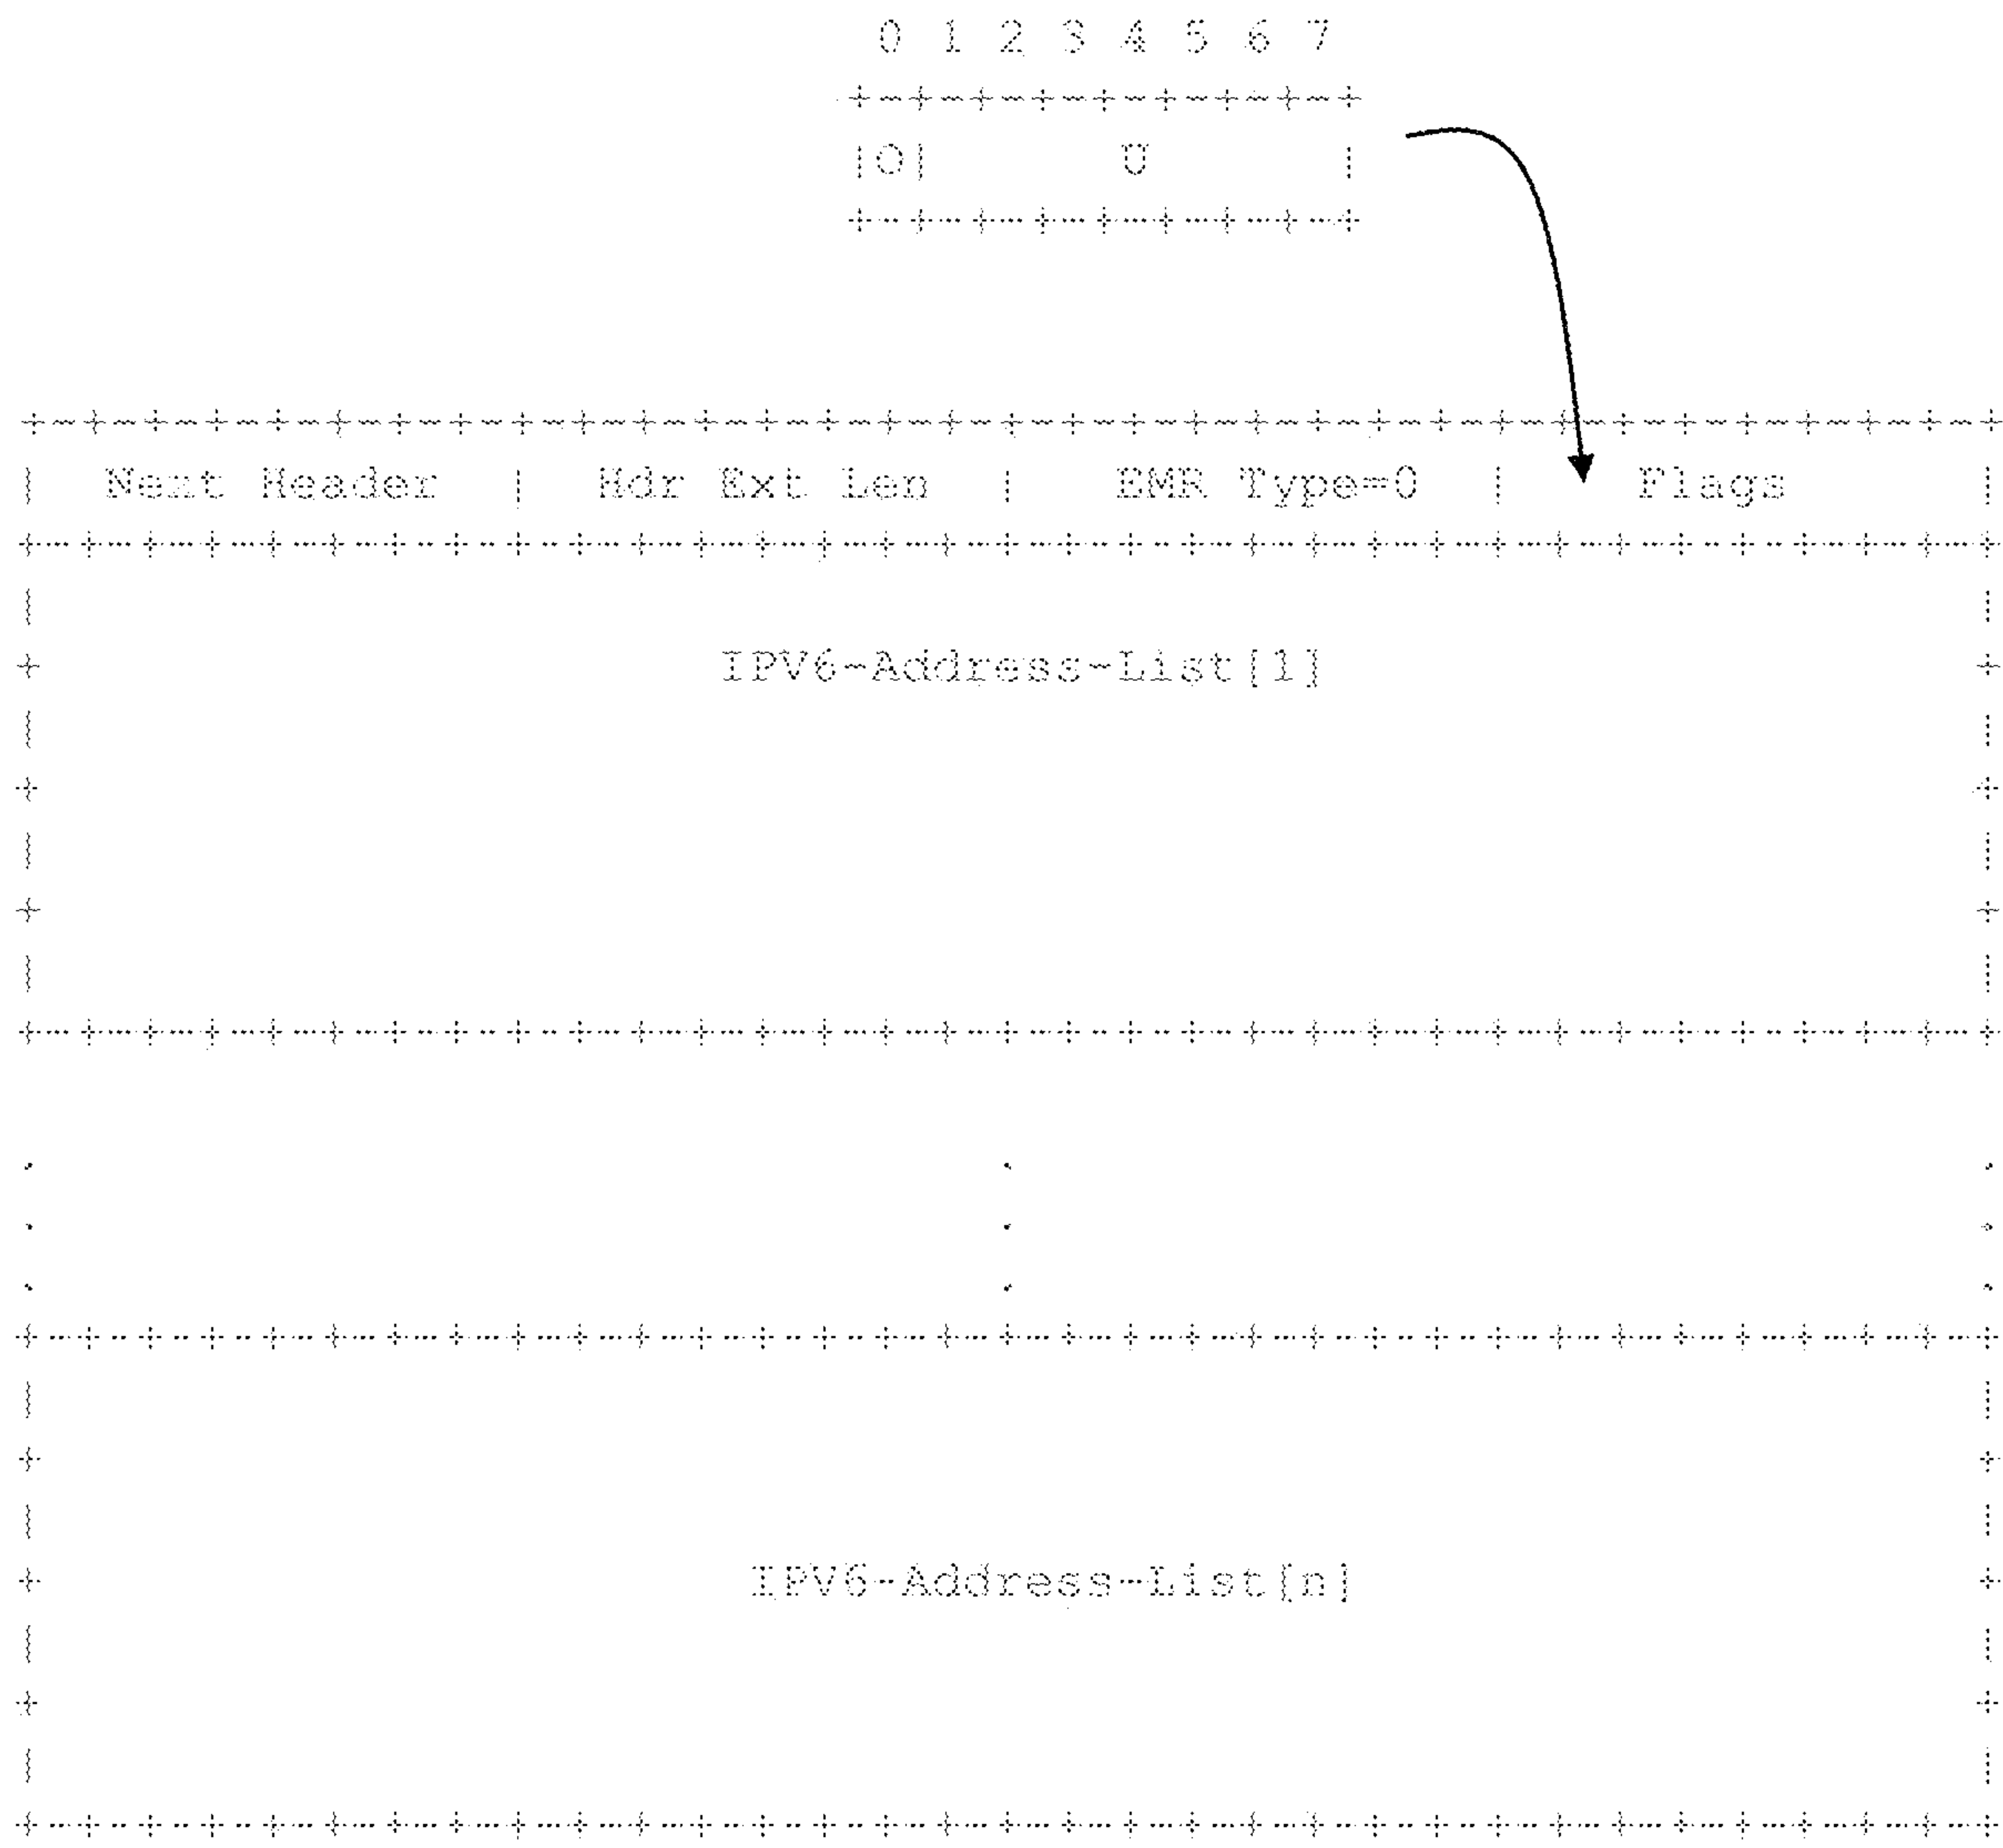 0 1 2 3 4 5 6 7
+-+-+-+-+-+-+-+-+
|O| U |
+-+-+-+-+-+-+-+-+
+-+-+-+-+-+-+-+-+-+-+-+-+-+-+-+-+-+-+-+-+-+-+-+-+-+-+-+-+-+-+-+-+
| Next Header | Hdr Ext Len | EMR Type=0 | Flags |
+-+-+-+-+-+-+-+-+-+-+-+-+-+-+-+-+-+-+-+-+-+-+-+-+-+-+-+-+-+-+-+-+
| |
+ IPV6-Address-List[1] +
| |
+ +
| |
+ +
| |
+-+-+-+-+-+-+-+-+-+-+-+-+-+-+-+-+-+-+-+-+-+-+-+-+-+-+-+-+-+-+-+-+
. . .
. . .
. . .
+-+-+-+-+-+-+-+-+-+-+-+-+-+-+-+-+-+-+-+-+-+-+-+-+-+-+-+-+-+-+-+-+
| |
+ +
| |
+ IPV6-Address-List[n] +
| |
+ +
| |
+-+-+-+-+-+-+-+-+-+-+-+-+-+-+-+-+-+-+-+-+-+-+-+-+-+-+-+-+-+-+-+-+